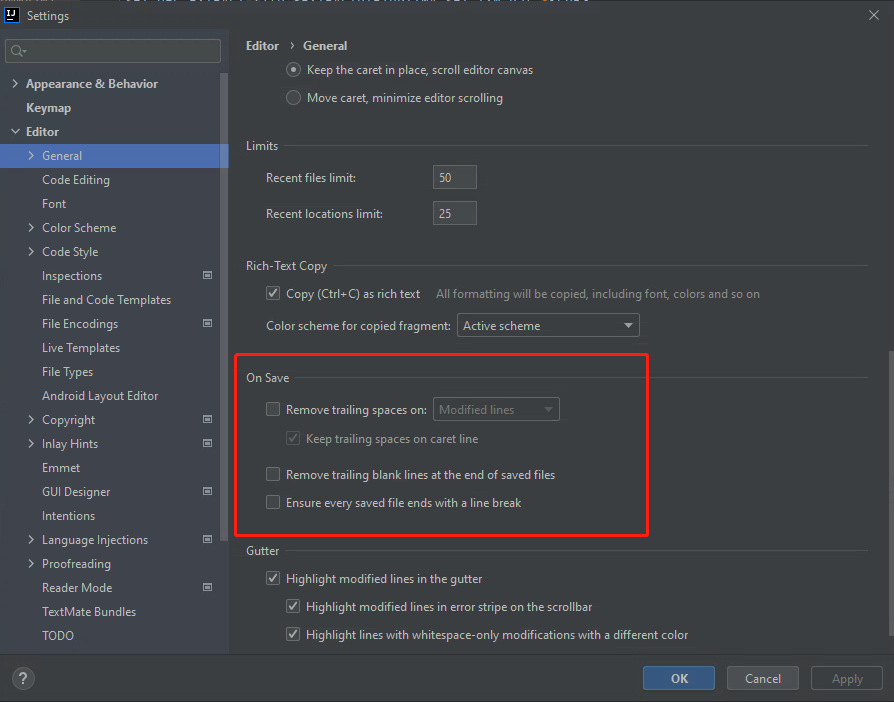 Settings
Editor › General
Keep the caret in place, scroll editor canvas
Move caret, minimize editor scrolling
Appearance & Behavior
Keymap
Editor
General
Code Editing
Font
Color Scheme
Code Style
Inspections
File and Code Templates
File Encodings
Live Templates
File Types
Android Layout Editor
Copyright
Inlay Hints
Emmet
GUI Designer
Intentions
Language Injections
Proofreading
Reader Mode
TextMate Bundles
TODO
Limits
Recent files limit: 50
Recent locations limit: 25
Rich-Text Copy
Copy (Ctrl+C) as rich text All formatting will be copied, including font, colors and so on
Color scheme for copied fragment: Active scheme
On Save
Remove trailing spaces on: Modified lines
Keep trailing spaces on caret line
Remove trailing blank lines at the end of saved files
Ensure every saved file ends with a line break
Gutter
Highlight modified lines in the gutter
Highlight modified lines in error stripe on the scrollbar
Highlight lines with whitespace-only modifications with a different color
?
OK
Cancel
Apply